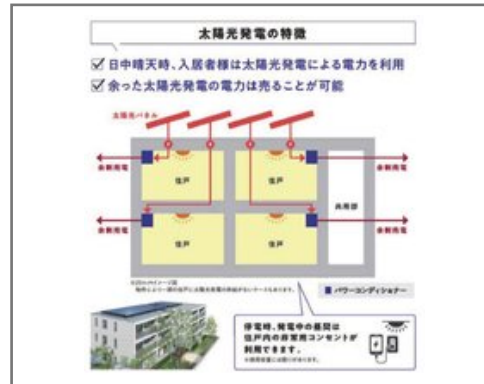 太陽光発電の特徴
日中晴天時、入居者様は太陽光発電による電力を利用
余った太陽光発電の電力は売ることが可能
太陽光パネル
住戸
住戸
余剰売電
余剰売電
共用部
余剰売電
余剰売電
住戸
住戸
パワーコンディショナー
停電時、発電中の昼間は
住戸内の非常用コンセントが
利用できます。